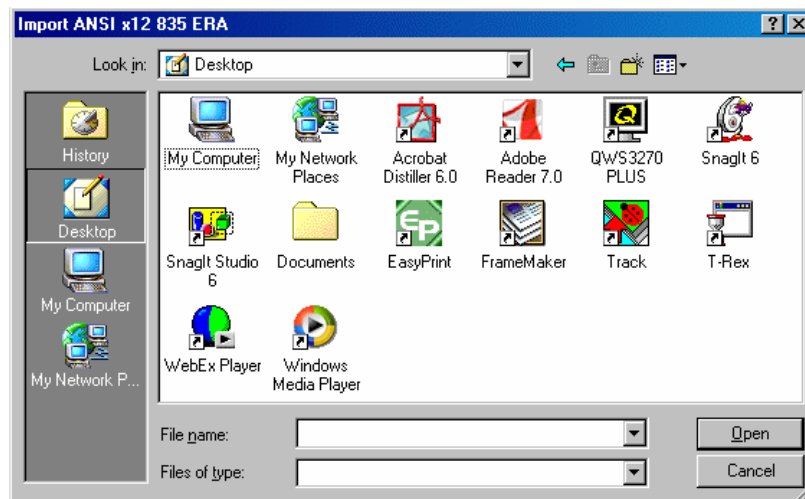 Import ANSI x12 835 ERA
Look in:
Desktop
History
Desktop
My Computer
My Network P...
My Computer
My Network
Places
Acrobat
Distiller 6.0
Adobe
Reader 7.0
QWS3270
PLUS
SnagIt 6
SnagIt Studio
6
Documents
EasyPrint
FrameMaker
Track
T-Rex
WebEx Player
Windows
Media Player
File name:
Open
Files of type:
Cancel